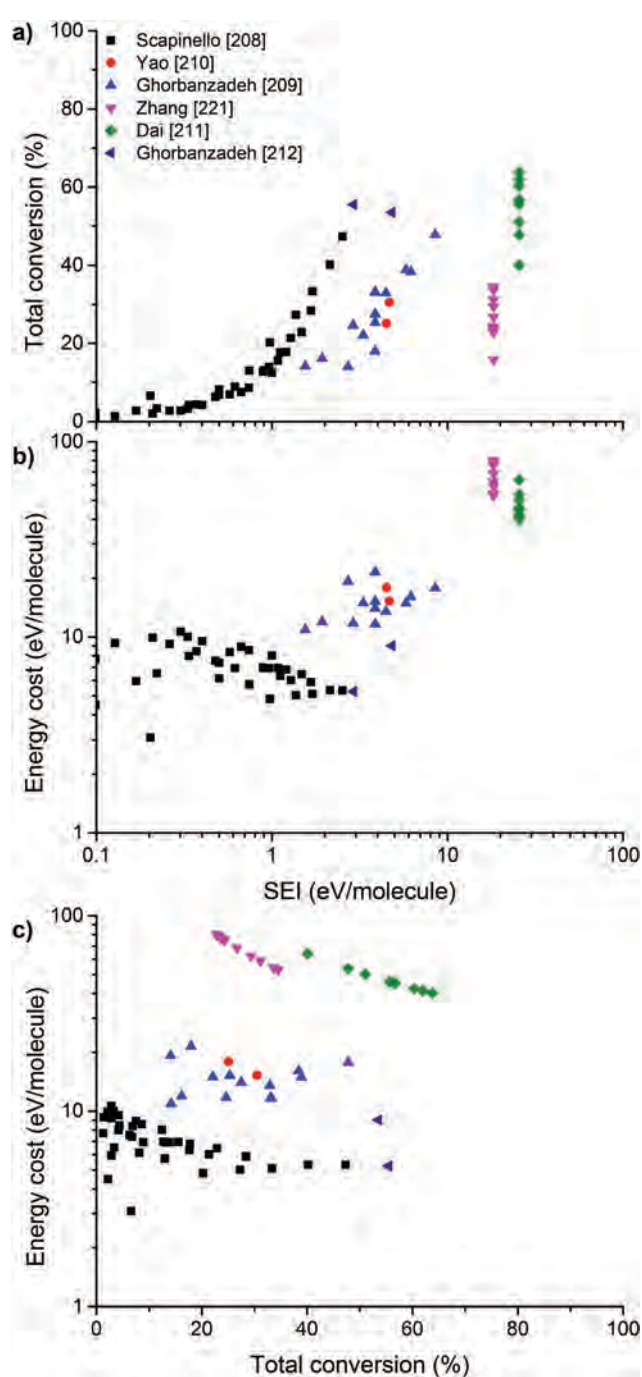 a)
Scapinello [208]
Yao [210]
Ghorbanzadeh [209]
Zhang [221]
Dai [211]
Ghorbanzadeh [212]
100
80
60
40
20
0
Total conversion (%)
b)
100
10
1
Energy cost (eV/molecule)
0.1 1 10 100
SEI (eV/molecule)
c)
100
10
1
Energy cost (eV/molecule)
0 20 40 60 80 100
Total conversion (%)